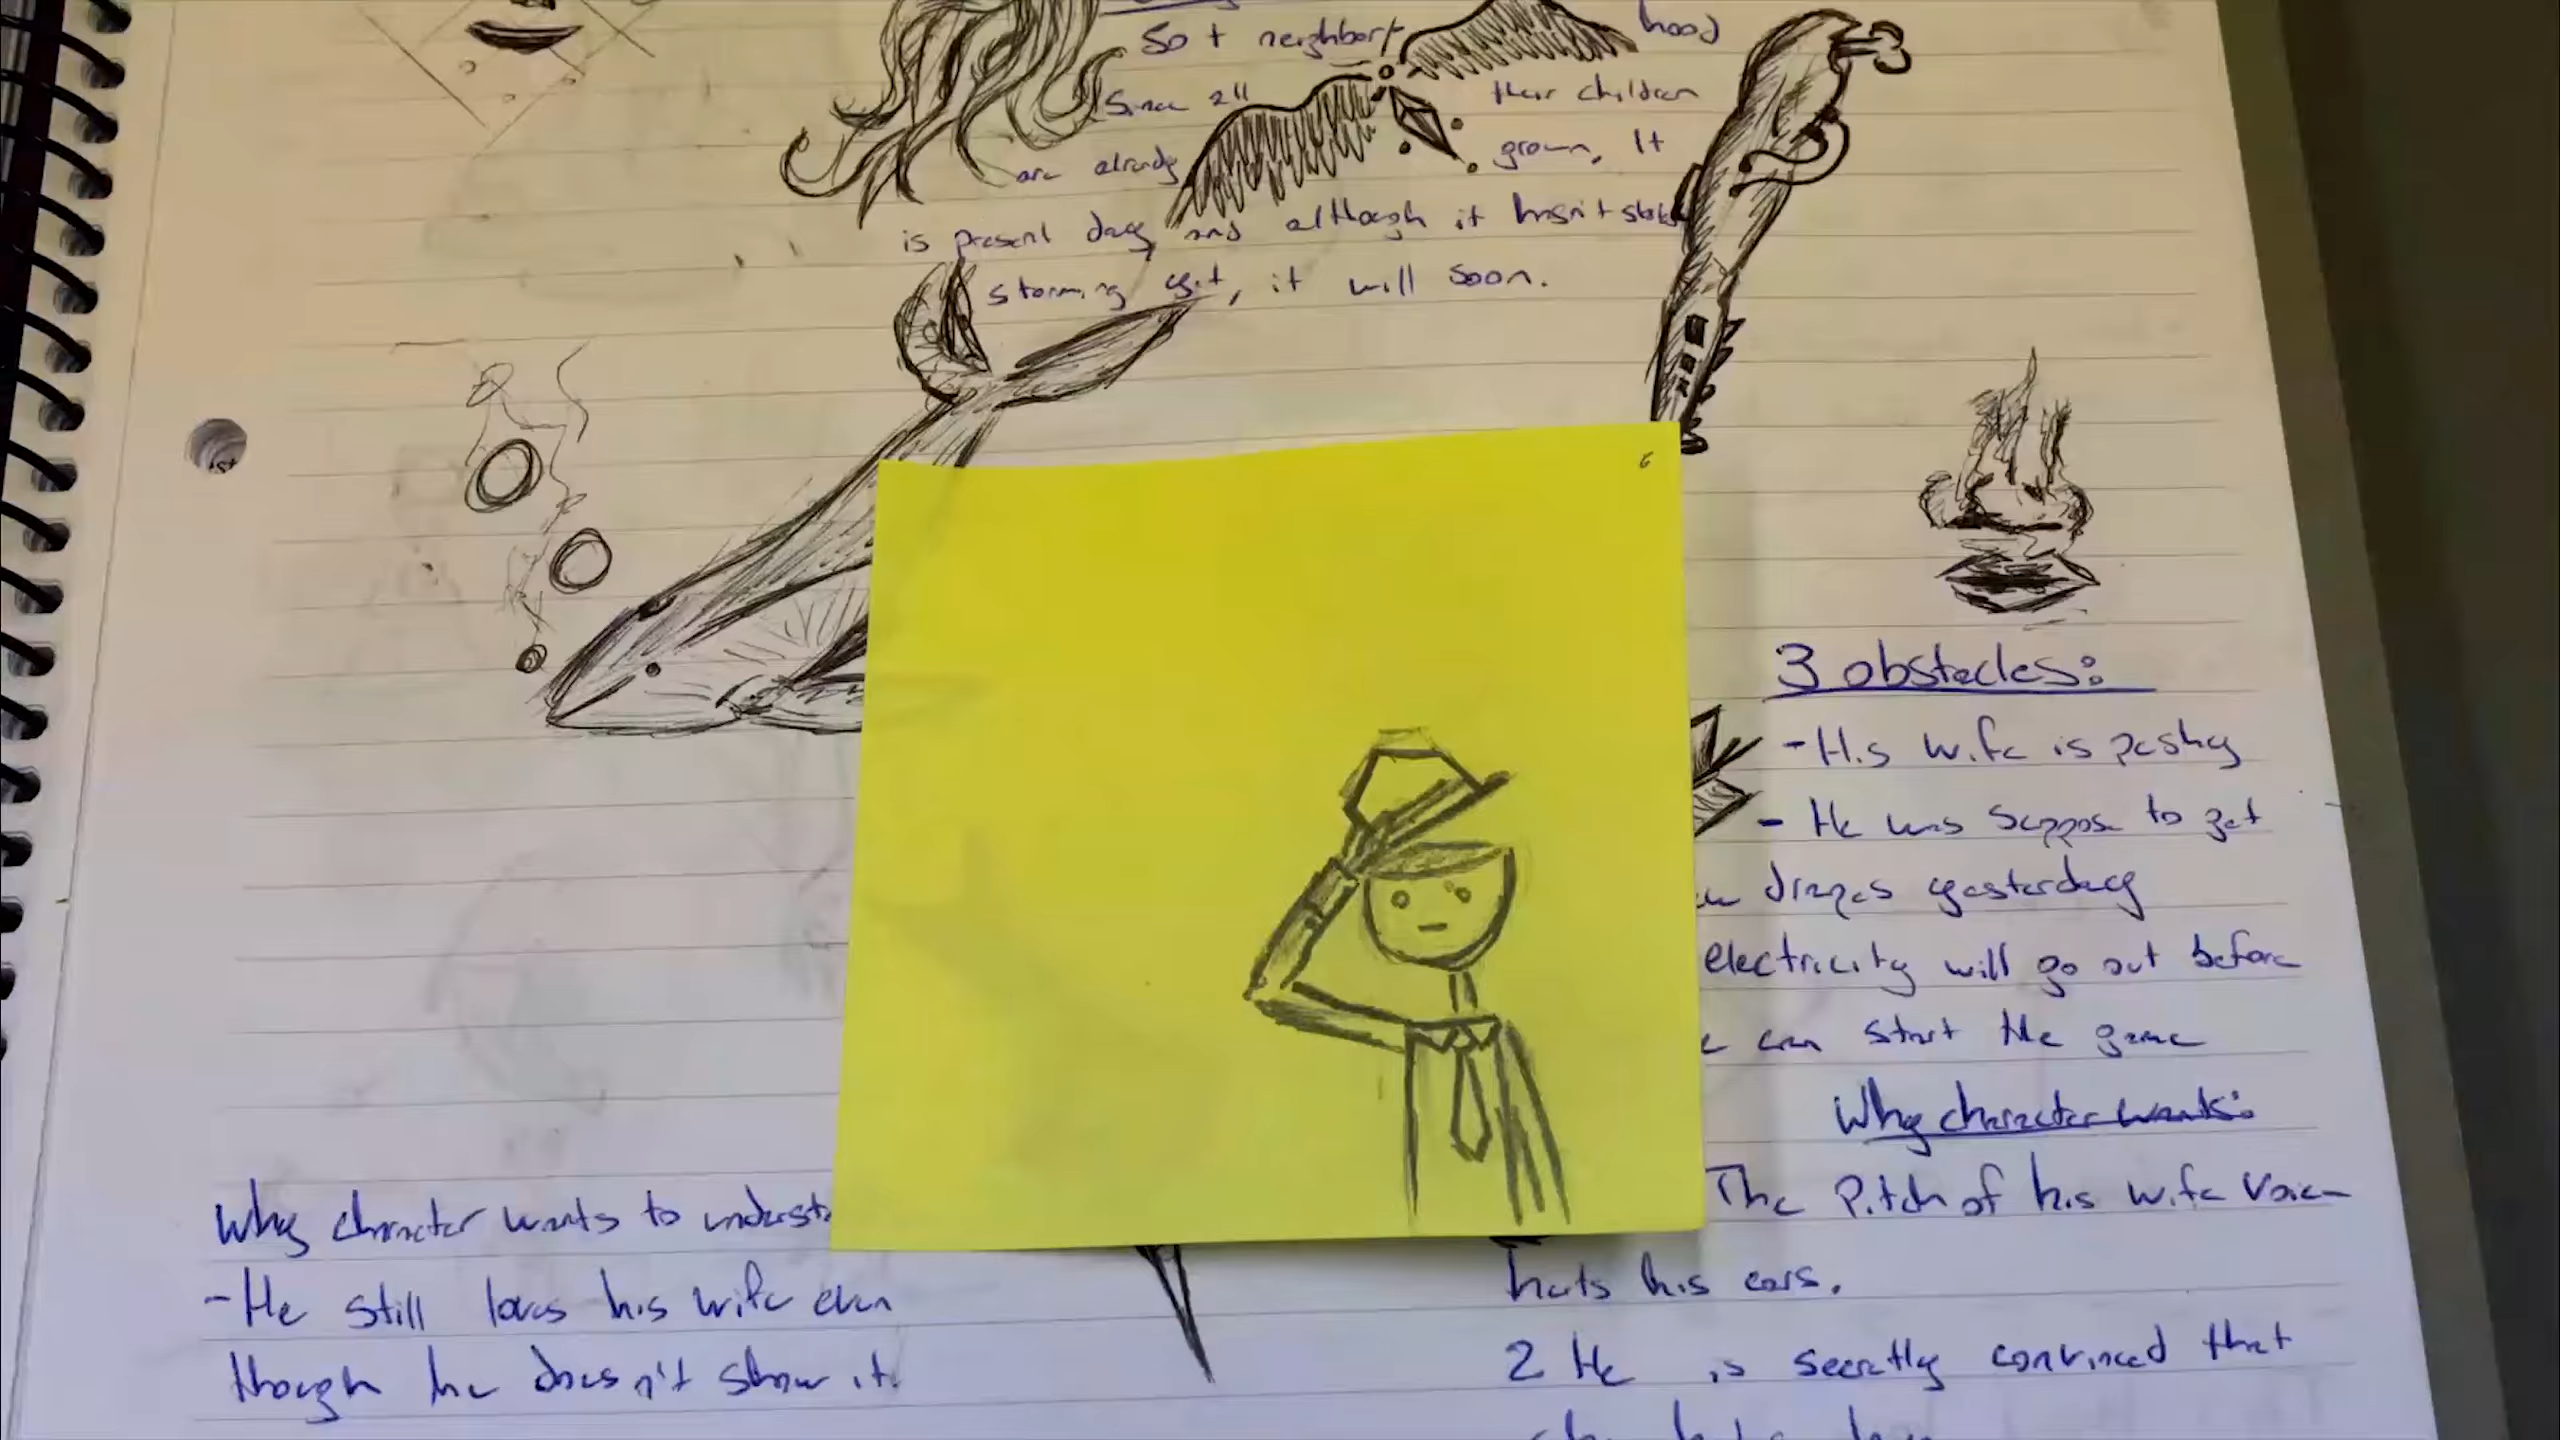 So + neighbor hood
Since all their children
are already grown. It
is present day and although it hasn't
storming yet, it will soon.
6
3 obstacles:
- His wife is pushy
- He was suppose to get
yesterday
electricity will go out before
can start the game
Why character wants:
The Pitch of his wife voice
huts his ears.
2 He is secretly convinced that
Why character wants to understa
- He still loves his wife even
though he doesn't show it.